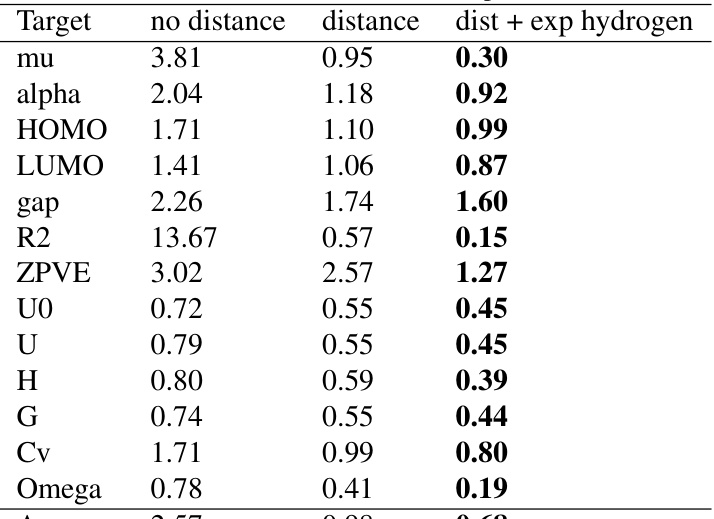 Target no distance distance dist + exp hydrogen
mu 3.81 0.95 0.30
alpha 2.04 1.18 0.92
HOMO 1.71 1.10 0.99
LUMO 1.41 1.06 0.87
gap 2.26 1.74 1.60
R2 13.67 0.57 0.15
ZPVE 3.02 2.57 1.27
U0 0.72 0.55 0.45
U 0.79 0.55 0.45
H 0.80 0.59 0.39
G 0.74 0.55 0.44
Cv 1.71 0.99 0.80
Omega 0.78 0.41 0.19